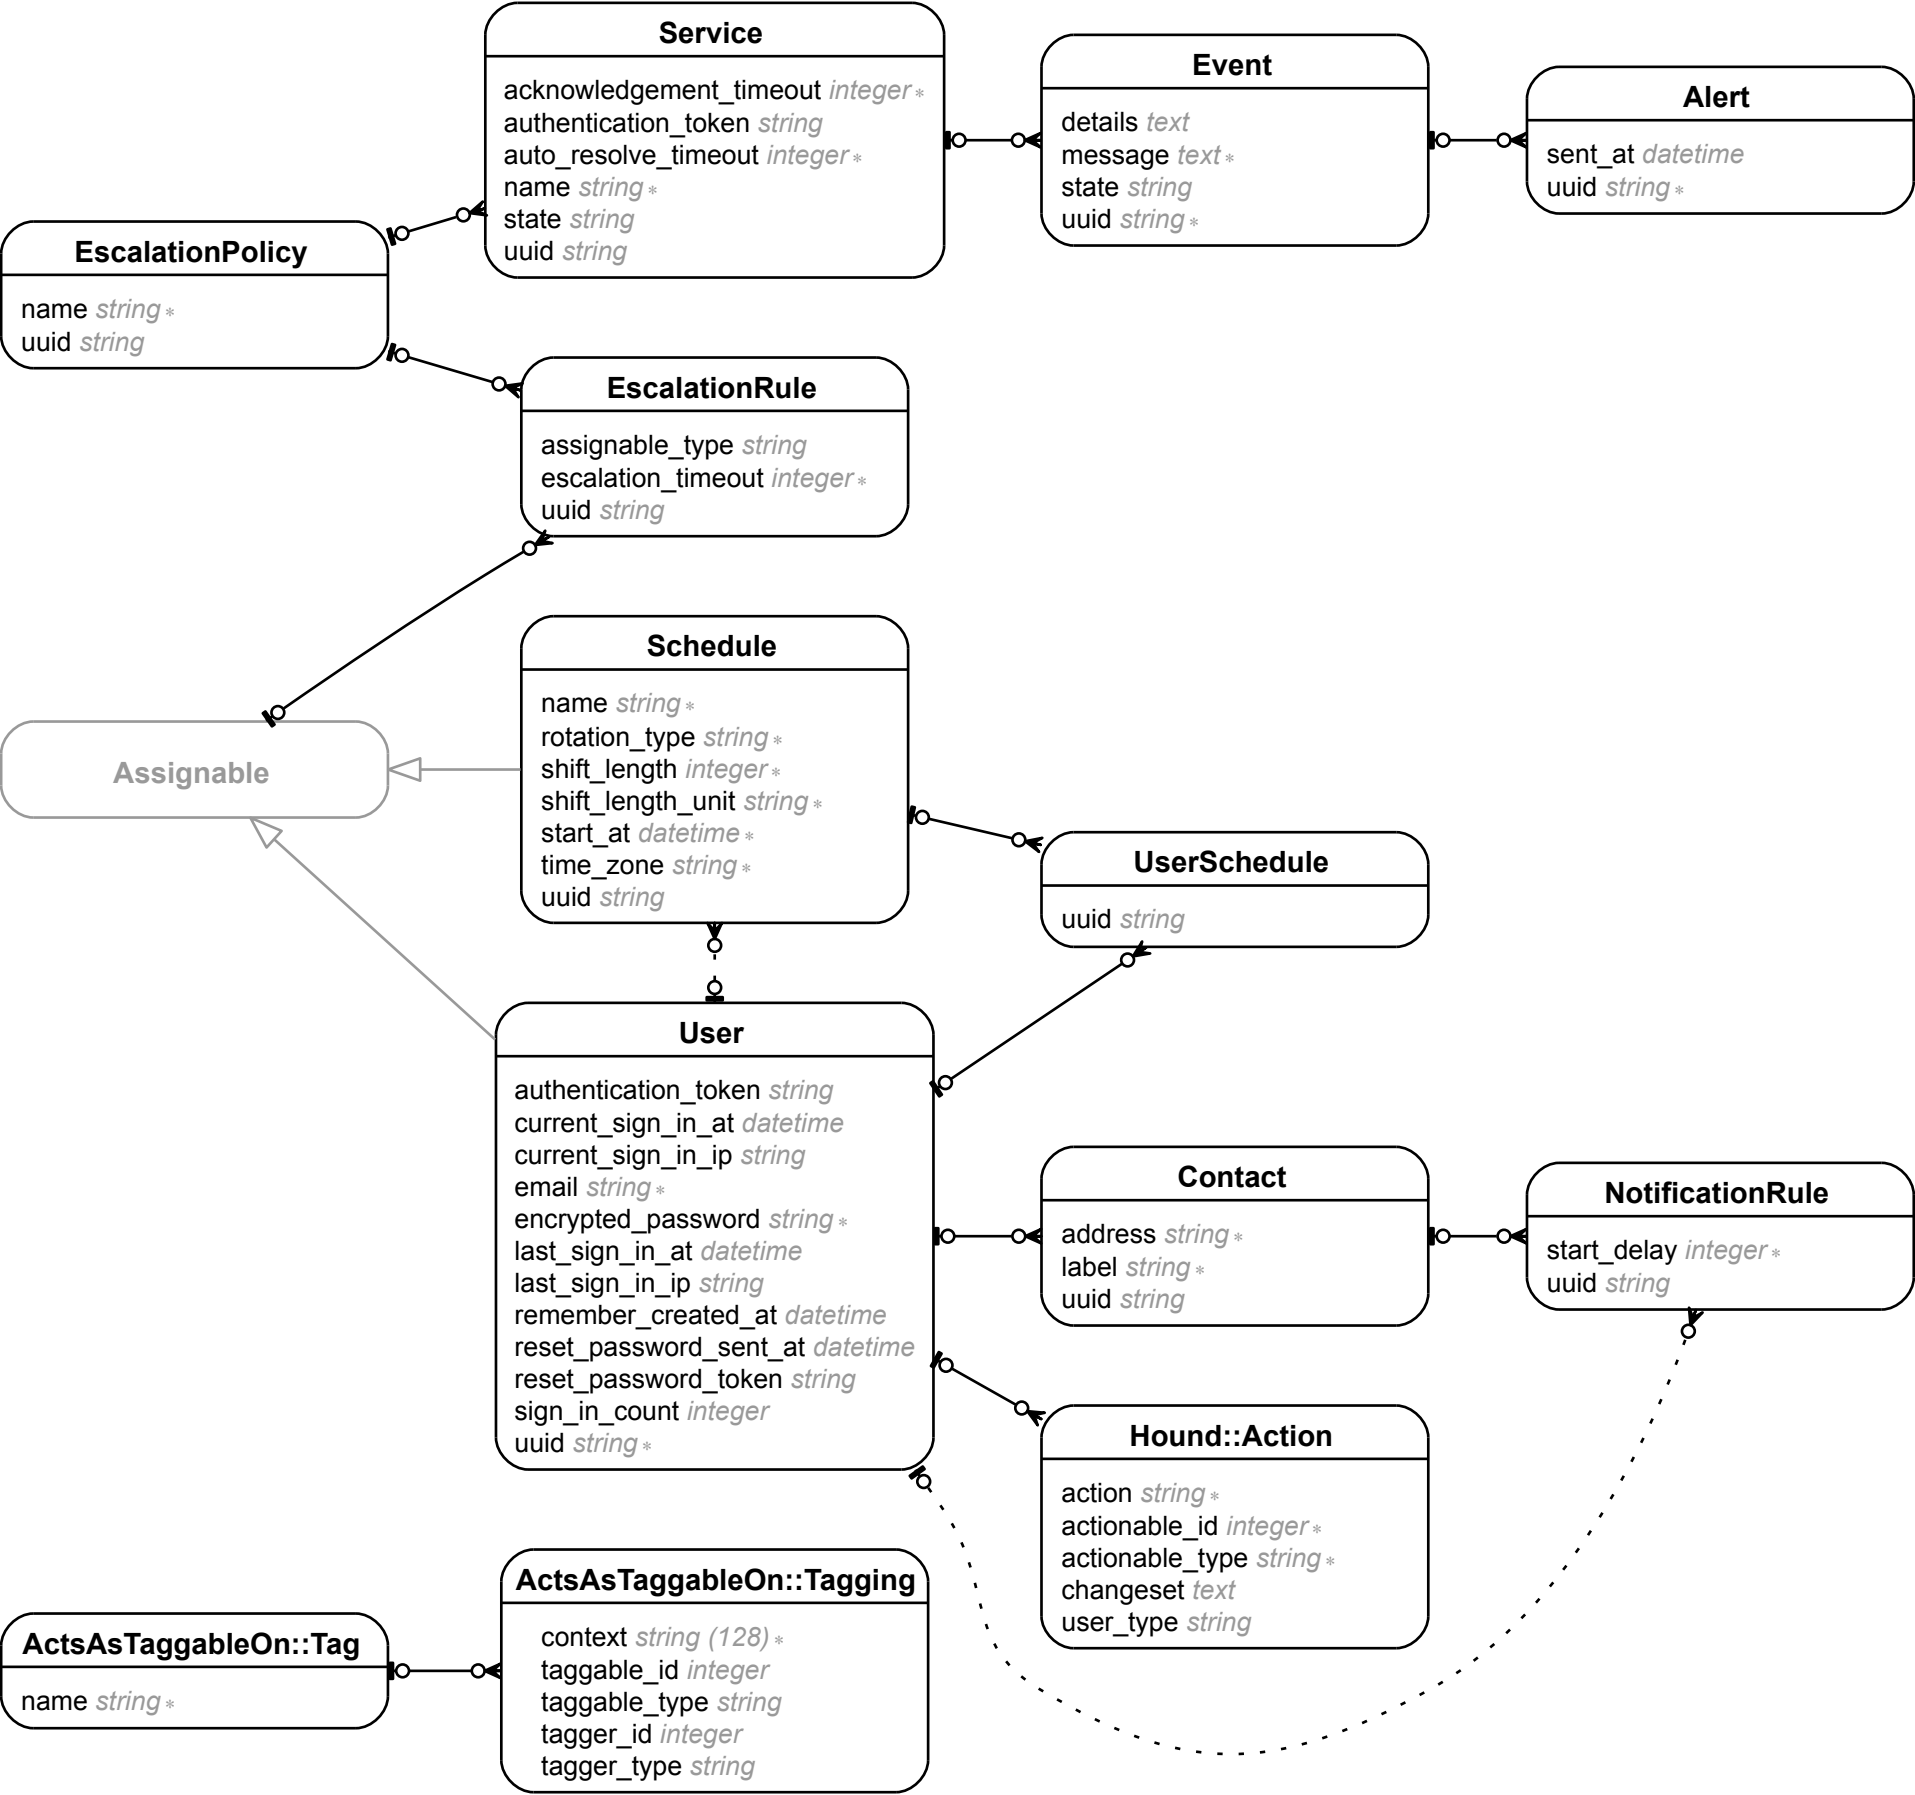 Service
acknowledgement_timeout integer ∗
authentication_token string
auto_resolve_timeout integer ∗
name string ∗
state string
uuid string
Event
details text
message text ∗
state string
uuid string ∗
Alert
sent_at datetime
uuid string ∗
EscalationPolicy
name string ∗
uuid string
EscalationRule
assignable_type string
escalation_timeout integer ∗
uuid string
Schedule
name string ∗
rotation_type string ∗
shift_length integer ∗
shift_length_unit string ∗
start_at datetime ∗
time_zone string ∗
uuid string
Assignable
UserSchedule
uuid string
User
authentication_token string
current_sign_in_at datetime
current_sign_in_ip string
email string ∗
encrypted_password string ∗
last_sign_in_at datetime
last_sign_in_ip string
remember_created_at datetime
reset_password_sent_at datetime
reset_password_token string
sign_in_count integer
uuid string ∗
Contact
address string ∗
label string ∗
uuid string
NotificationRule
start_delay integer ∗
uuid string
Hound::Action
action string ∗
actionable_id integer ∗
actionable_type string ∗
changeset text
user_type string
ActsAsTaggableOn::Tag
name string ∗
ActsAsTaggableOn::Tagging
context string (128) ∗
taggable_id integer
taggable_type string
tagger_id integer
tagger_type string